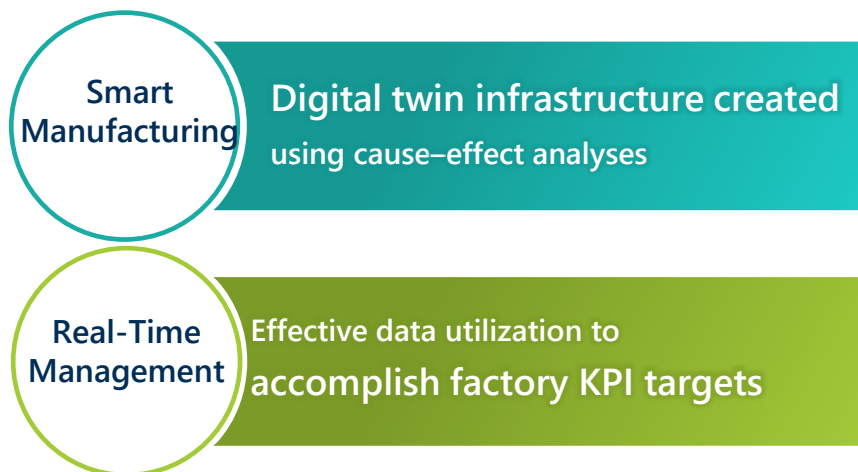 Smart
Manufacturing
Digital twin infrastructure created
using cause–effect analyses
Real-Time
Management
Effective data utilization to
accomplish factory KPI targets